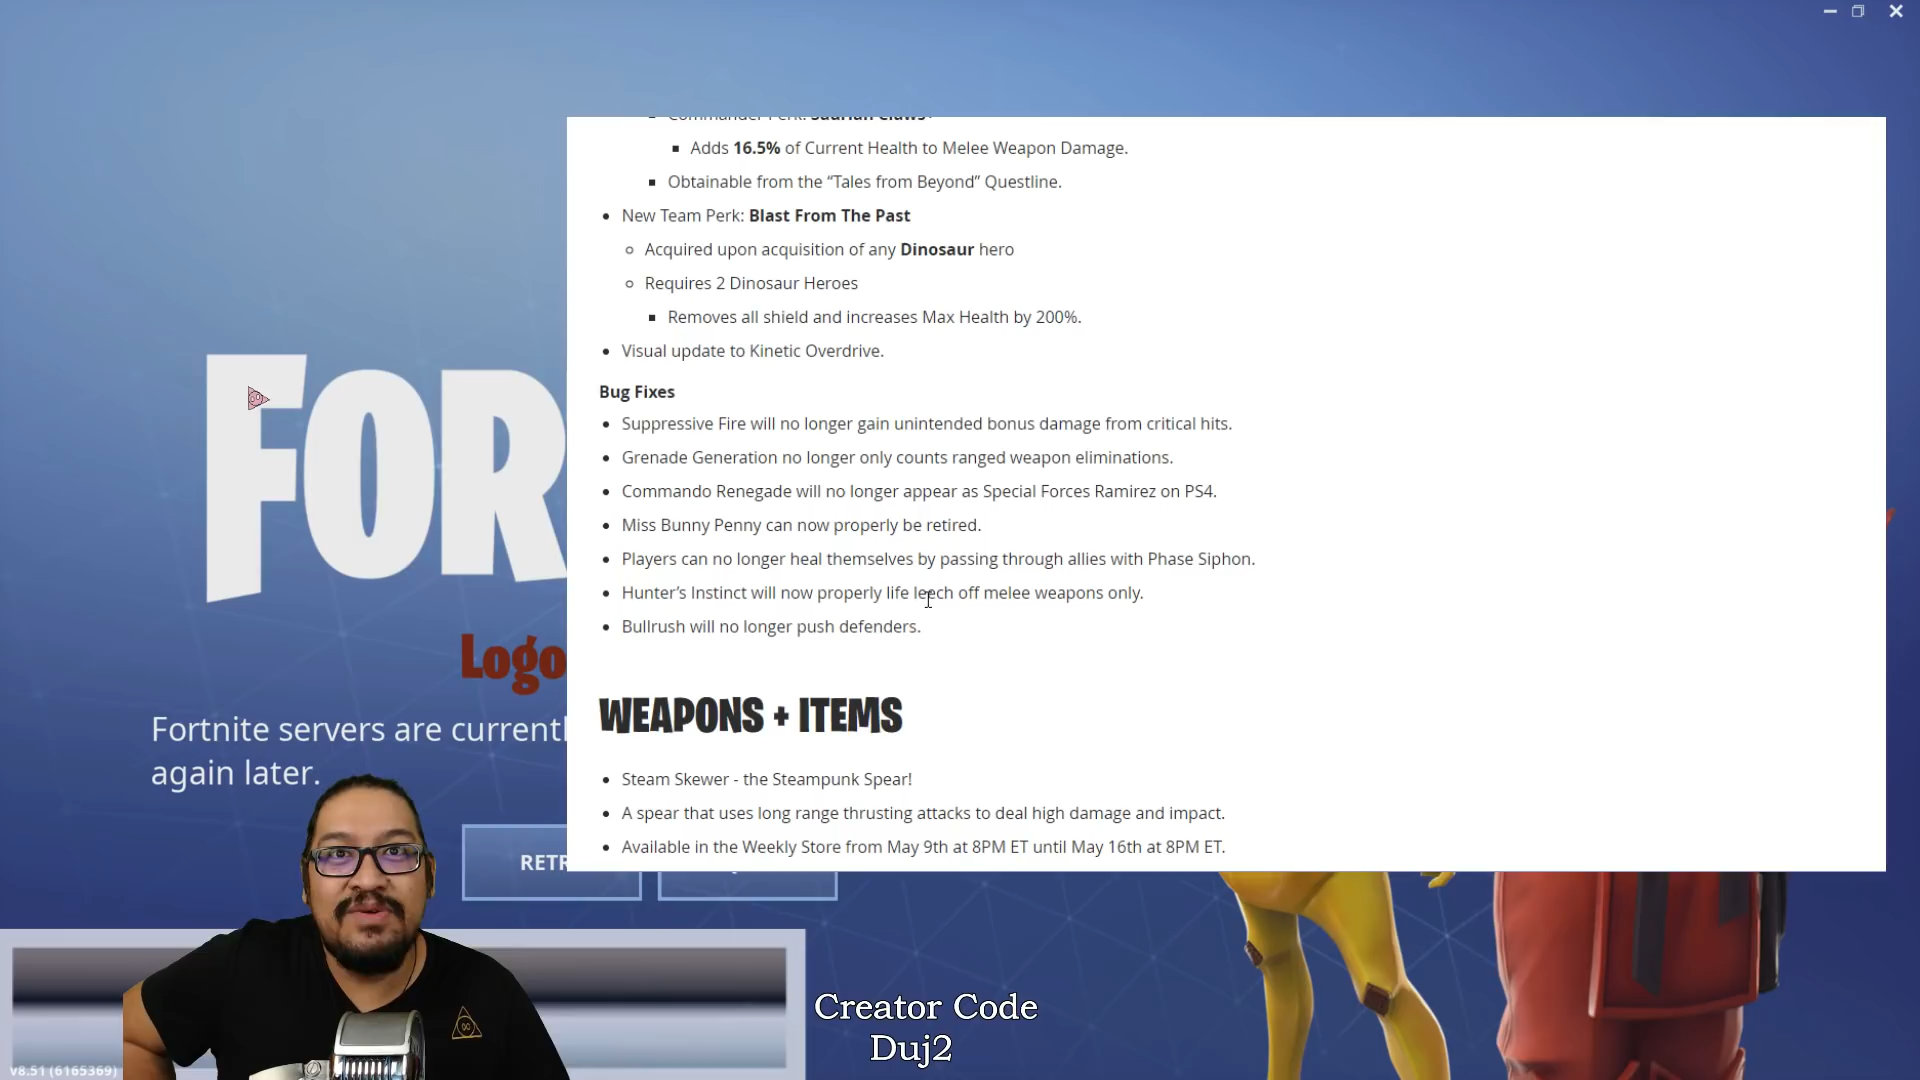 Commander Perk: Saurian Claws
Adds 16.5% of Current Health to Melee Weapon Damage.
Obtainable from the “Tales from Beyond” Questline.
New Team Perk: Blast From The Past
Acquired upon acquisition of any Dinosaur hero
Requires 2 Dinosaur Heroes
Removes all shield and increases Max Health by 200%.
Visual update to Kinetic Overdrive.
Bug Fixes
Suppressive Fire will no longer gain unintended bonus damage from critical hits.
Grenade Generation no longer only counts ranged weapon eliminations.
Commando Renegade will no longer appear as Special Forces Ramirez on PS4.
Miss Bunny Penny can now properly be retired.
Players can no longer heal themselves by passing through allies with Phase Siphon.
Hunter’s Instinct will now properly life leech off melee weapons only.
Bullrush will no longer push defenders.
WEAPONS + ITEMS
Steam Skewer - the Steampunk Spear!
A spear that uses long range thrusting attacks to deal high damage and impact.
Available in the Weekly Store from May 9th at 8PM ET until May 16th at 8PM ET.
FOR
Logo
Fortnite servers are currentl
again later.
RETR
Creator Code
Duj2
v8.51 (6165369)